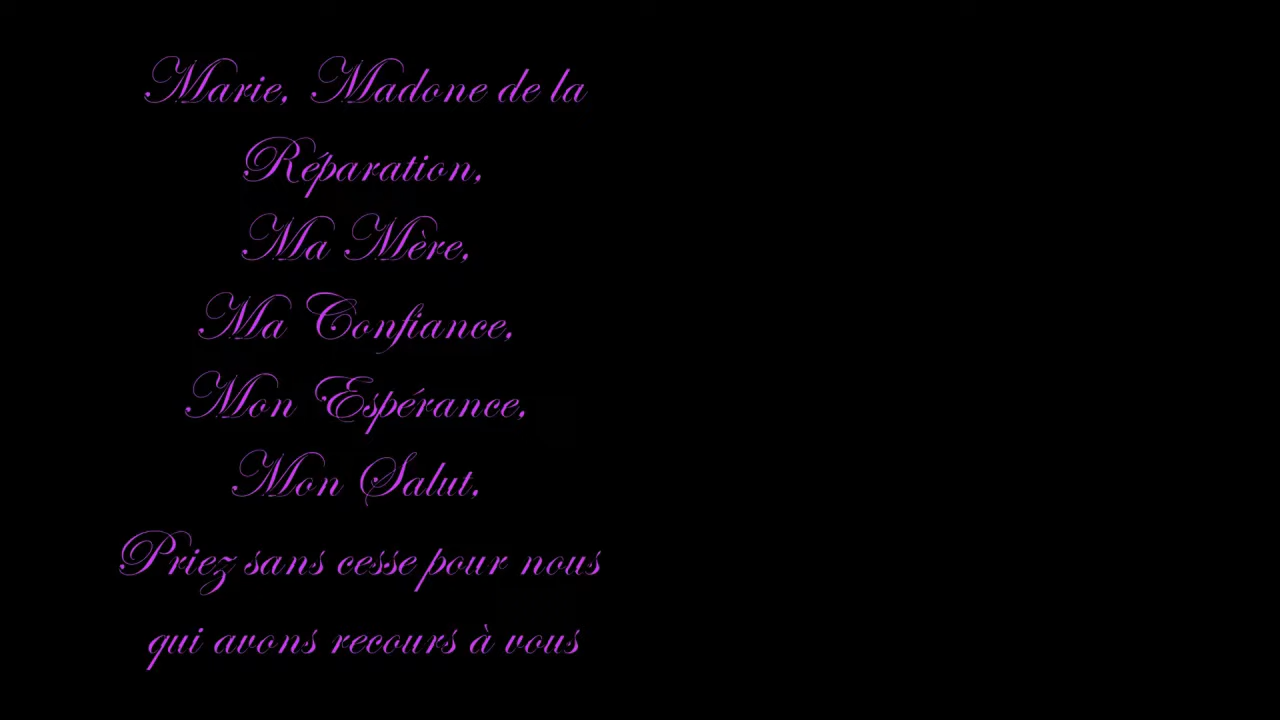 Marie, Madone de la
Réparation,
Ma Mère,
Ma Confiance,
Mon Espérance,
Mon Salut,
Priez sans cesse pour nous
qui avons recours à vous